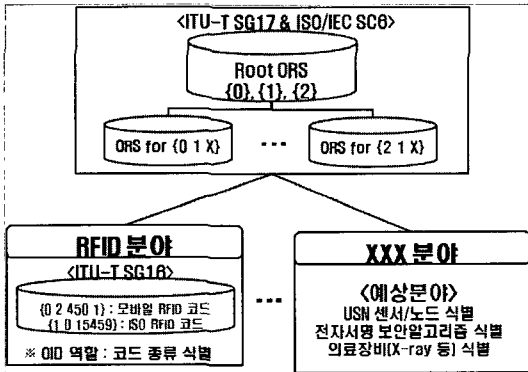 <ITU-T SG17 & ISO/IEC SC6>
Root ORS
{0}, {1}, {2}
ORS for {0 1 X}
...
ORS for {2 1 X}
RFID 분야
<ITU-T SG16>
{0 2 450 1} : 모바일 RFID 코드
{1 0 15459} : ISO RFID 코드
※ OID 역할 : 코드 종류 식별
...
XXX 분야
<예상분야>
USN 센서/노드 식별
전자서명 보안알고리즘 식별
의료장비(X-ray 등) 식별